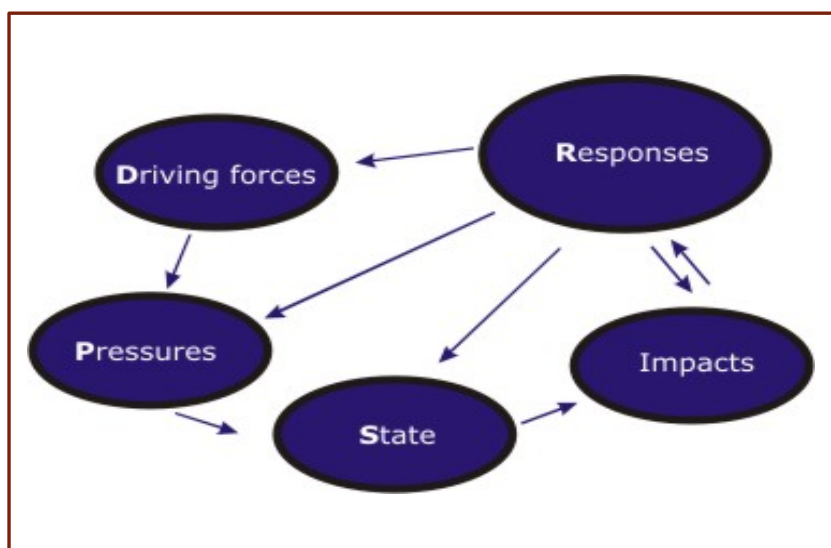 Responses
Driving forces
Pressures
Impacts
State